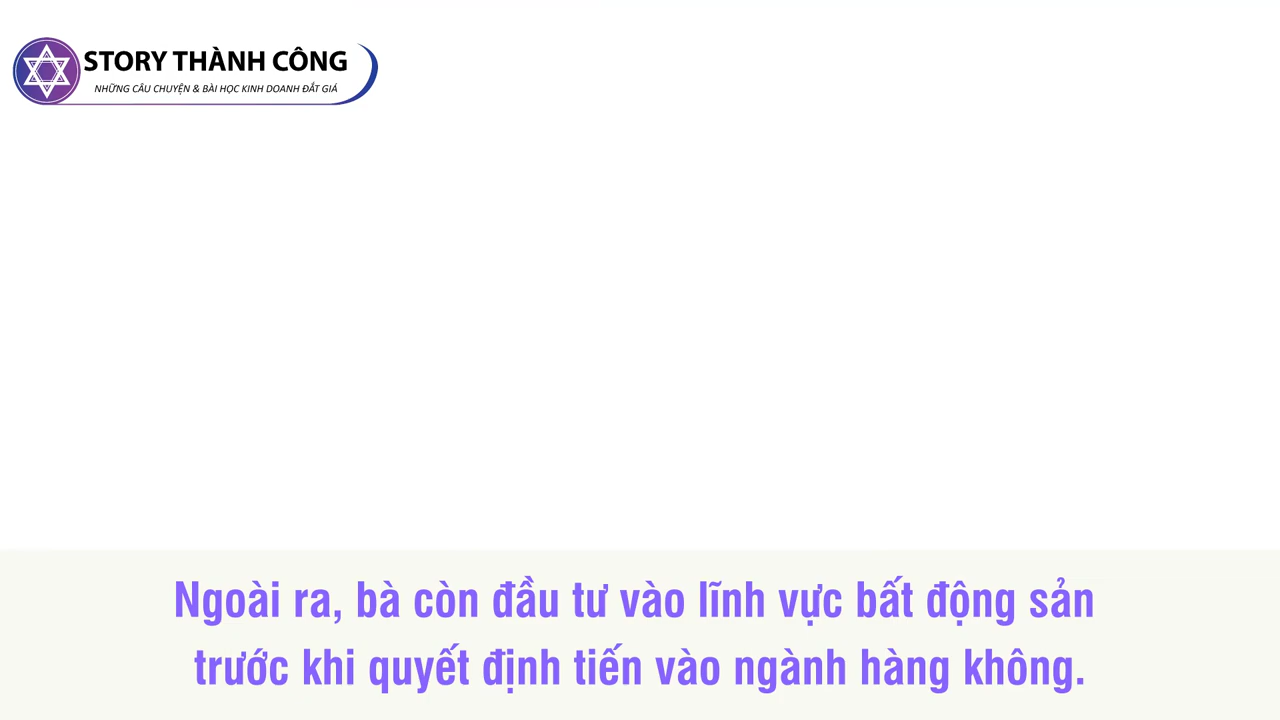 STORY THÀNH CÔNG
NHỮNG CÂU CHUYỆN & BÀI HỌC KINH DOANH ĐẮT GIÁ
Ngoài ra, bà còn đầu tư vào lĩnh vực bất động sản
trước khi quyết định tiến vào ngành hàng không.